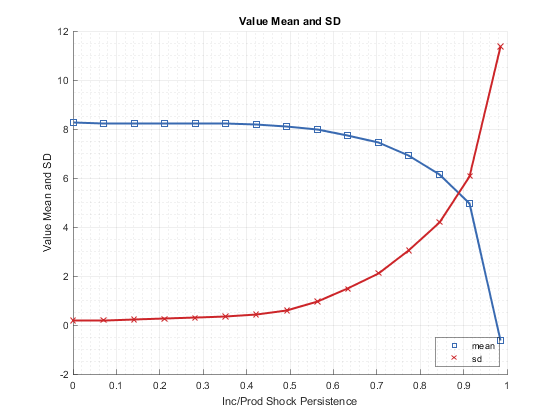 Value Mean and SD
12
10
8
6
4
2
0
-2
Value Mean and SD
0 0.1 0.2 0.3 0.4 0.5 0.6 0.7 0.8 0.9 1
Inc/Prod Shock Persistence
mean
sd